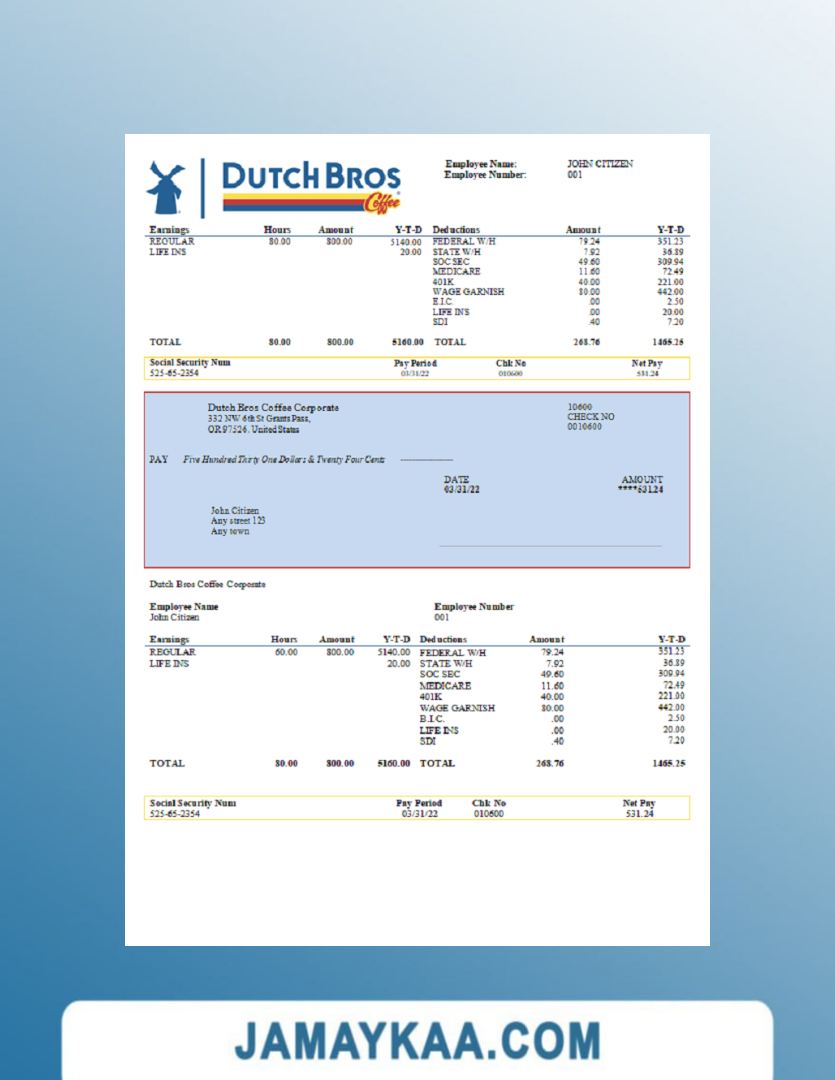 DUTCH BROS
Coffee
Employee Name: JOHN CITIZEN
Employee Number: 001
Earnings Hours Amount Y-T-D Deductions Amount Y-T-D
REGULAR 80.00 800.00 5140.00 FEDERAL W/H 79.24 351.23
LIFE INS 20.00 STATE W/H 7.92 36.89
SOC SEC 49.60 309.94
MEDICARE 11.60 72.49
401K 40.00 221.00
WAGE GARNISH 80.00 442.00
E.I.C. .00 2.50
LIFE INS .00 20.00
SDI .40 7.20
TOTAL 80.00 800.00 5160.00 TOTAL 268.76 1465.25
Social Security Num Pay Period Chk No Net Pay
525-65-2354 03/31/22 010600 531.24
Dutch Bros Coffee Corporate 10600
332 NW 6th St Grants Pass, CHECK NO
OR 97526, United States 0010600
PAY Five Hundred Thirty One Dollars & Twenty Four Cents --------------------
DATE AMOUNT
03/31/22 ****531.24
John Citizen
Any street 123
Any town
Dutch Bros Coffee Corporate
Employee Name Employee Number
John Citizen 001
Earnings Hours Amount Y-T-D Deductions Amount Y-T-D
REGULAR 60.00 800.00 5140.00 FEDERAL W/H 79.24 351.23
LIFE INS 20.00 STATE W/H 7.92 36.89
SOC SEC 49.60 309.94
MEDICARE 11.60 72.49
401K 40.00 221.00
WAGE GARNISH 80.00 442.00
B.I.C. .00 2.50
LIFE INS .00 20.00
SDI .40 7.20
TOTAL 80.00 800.00 5160.00 TOTAL 268.76 1465.25
Social Security Num Pay Period Chk No Net Pay
525-65-2354 03/31/22 010600 531.24
JAMAYKAA.COM